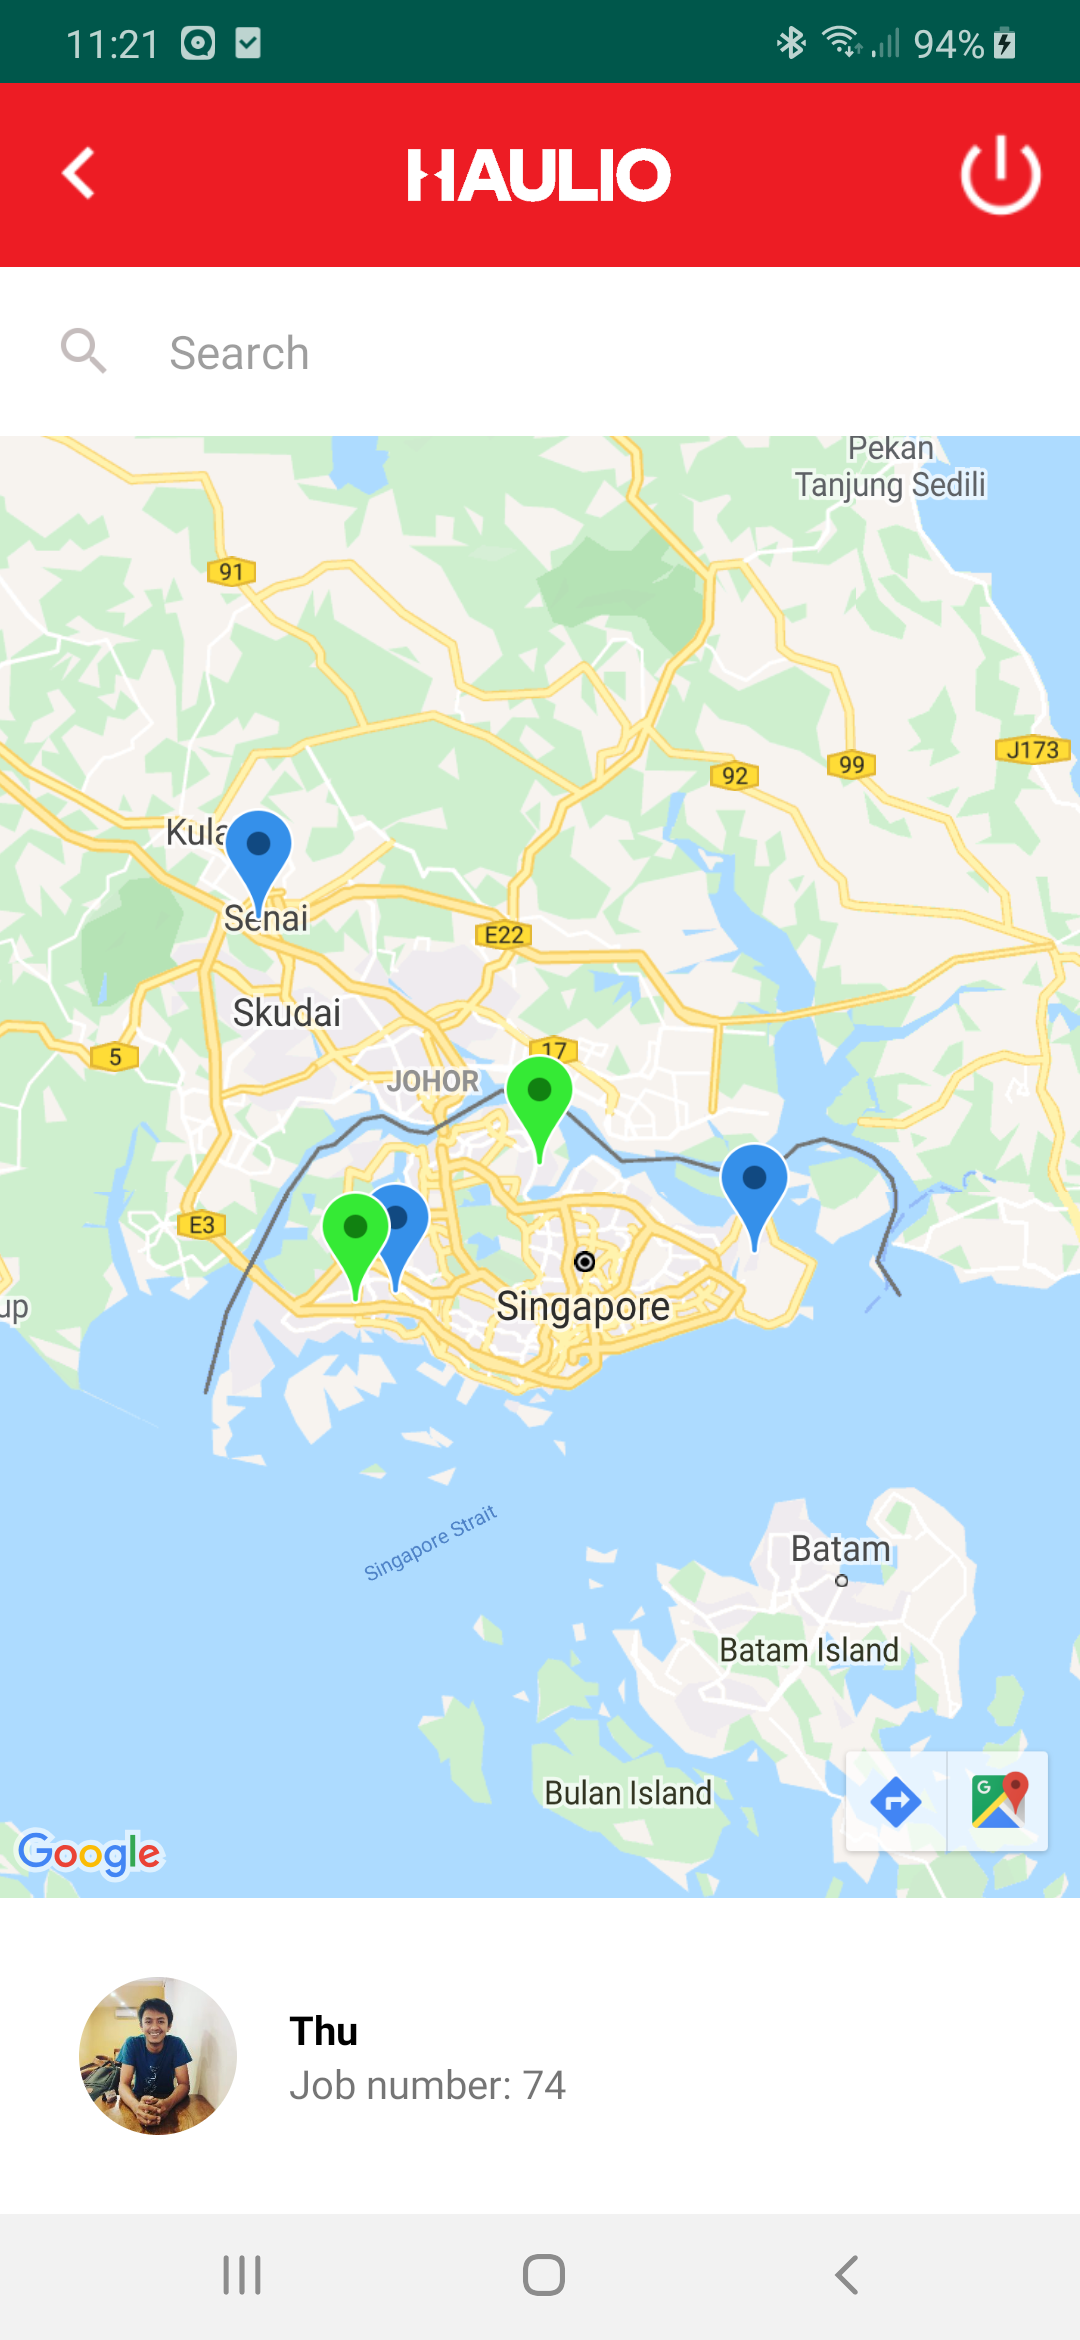 11:21
94%
HAULIO
Search
Pekan
Tanjung Sedili
91
J173
99
92
Kula
Senai
E22
Skudai
17
5
JOHOR
E3
Singapore
up
Singapore Strait
Batam
Batam Island
Bulan Island
G
Google
Thu
Job number: 74